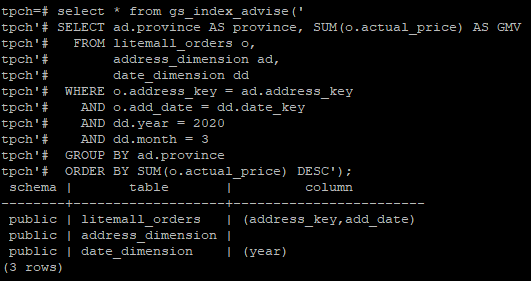 tpch=# select * from gs_index_advise('
tpch'# SELECT ad.province AS province, SUM(o.actual_price) AS GMV
tpch'#   FROM litemall_orders o,
tpch'#        address_dimension ad,
tpch'#        date_dimension dd
tpch'#  WHERE o.address_key = ad.address_key
tpch'#    AND o.add_date = dd.date_key
tpch'#    AND dd.year = 2020
tpch'#    AND dd.month = 3
tpch'#  GROUP BY ad.province
tpch'#  ORDER BY SUM(o.actual_price) DESC');
 schema |       table       |         column
--------+-------------------+------------------------
 public | litemall_orders   | (address_key,add_date)
 public | address_dimension |
 public | date_dimension    | (year)
(3 rows)